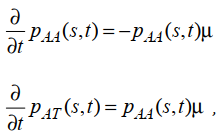 ∂/∂t p_AA(s,t) = −p_AA(s,t)μ
∂/∂t p_AT(s,t) = p_AA(s,t)μ ,